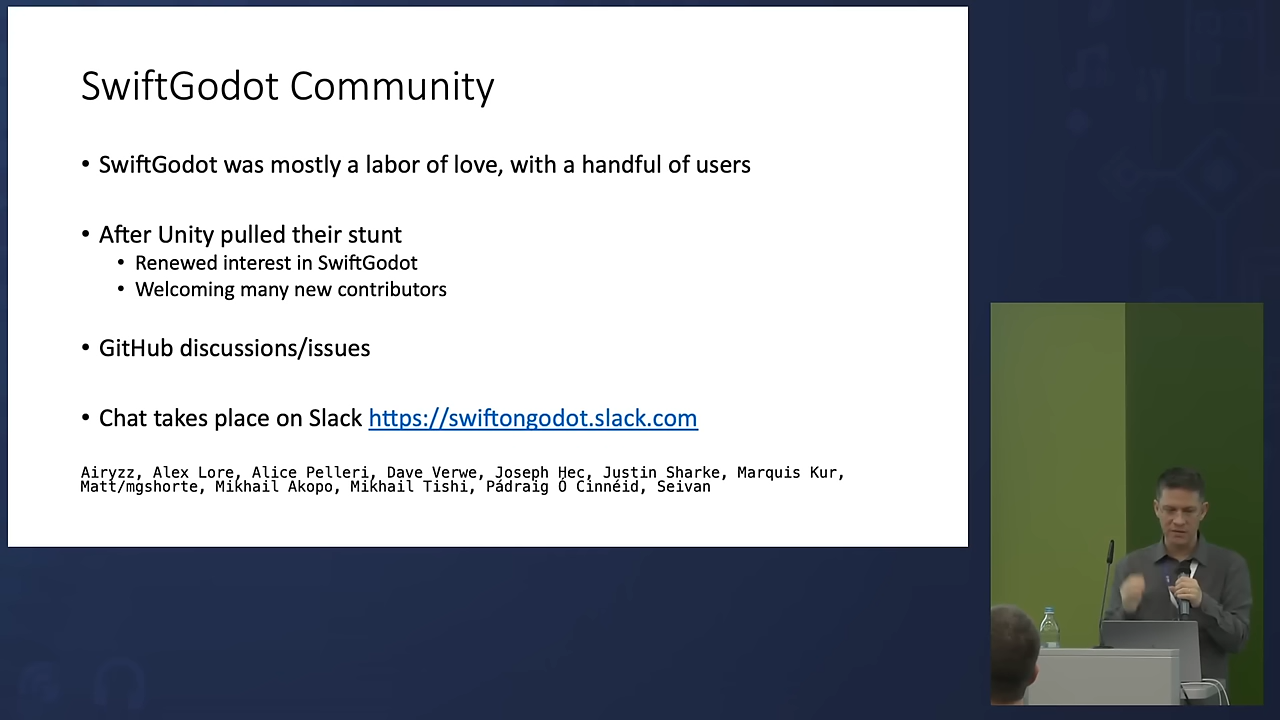 SwiftGodot Community
• SwiftGodot was mostly a labor of love, with a handful of users
• After Unity pulled their stunt
• Renewed interest in SwiftGodot
• Welcoming many new contributors
• GitHub discussions/issues
• Chat takes place on Slack https://swiftongodot.slack.com
Airyzz, Alex Lore, Alice Pelleri, Dave Verwe, Joseph Hec, Justin Sharke, Marquis Kur,
Matt/mgshorte, Mikhail Akopo, Mikhail Tishi, Pádraig Ó Cinnéid, Seivan